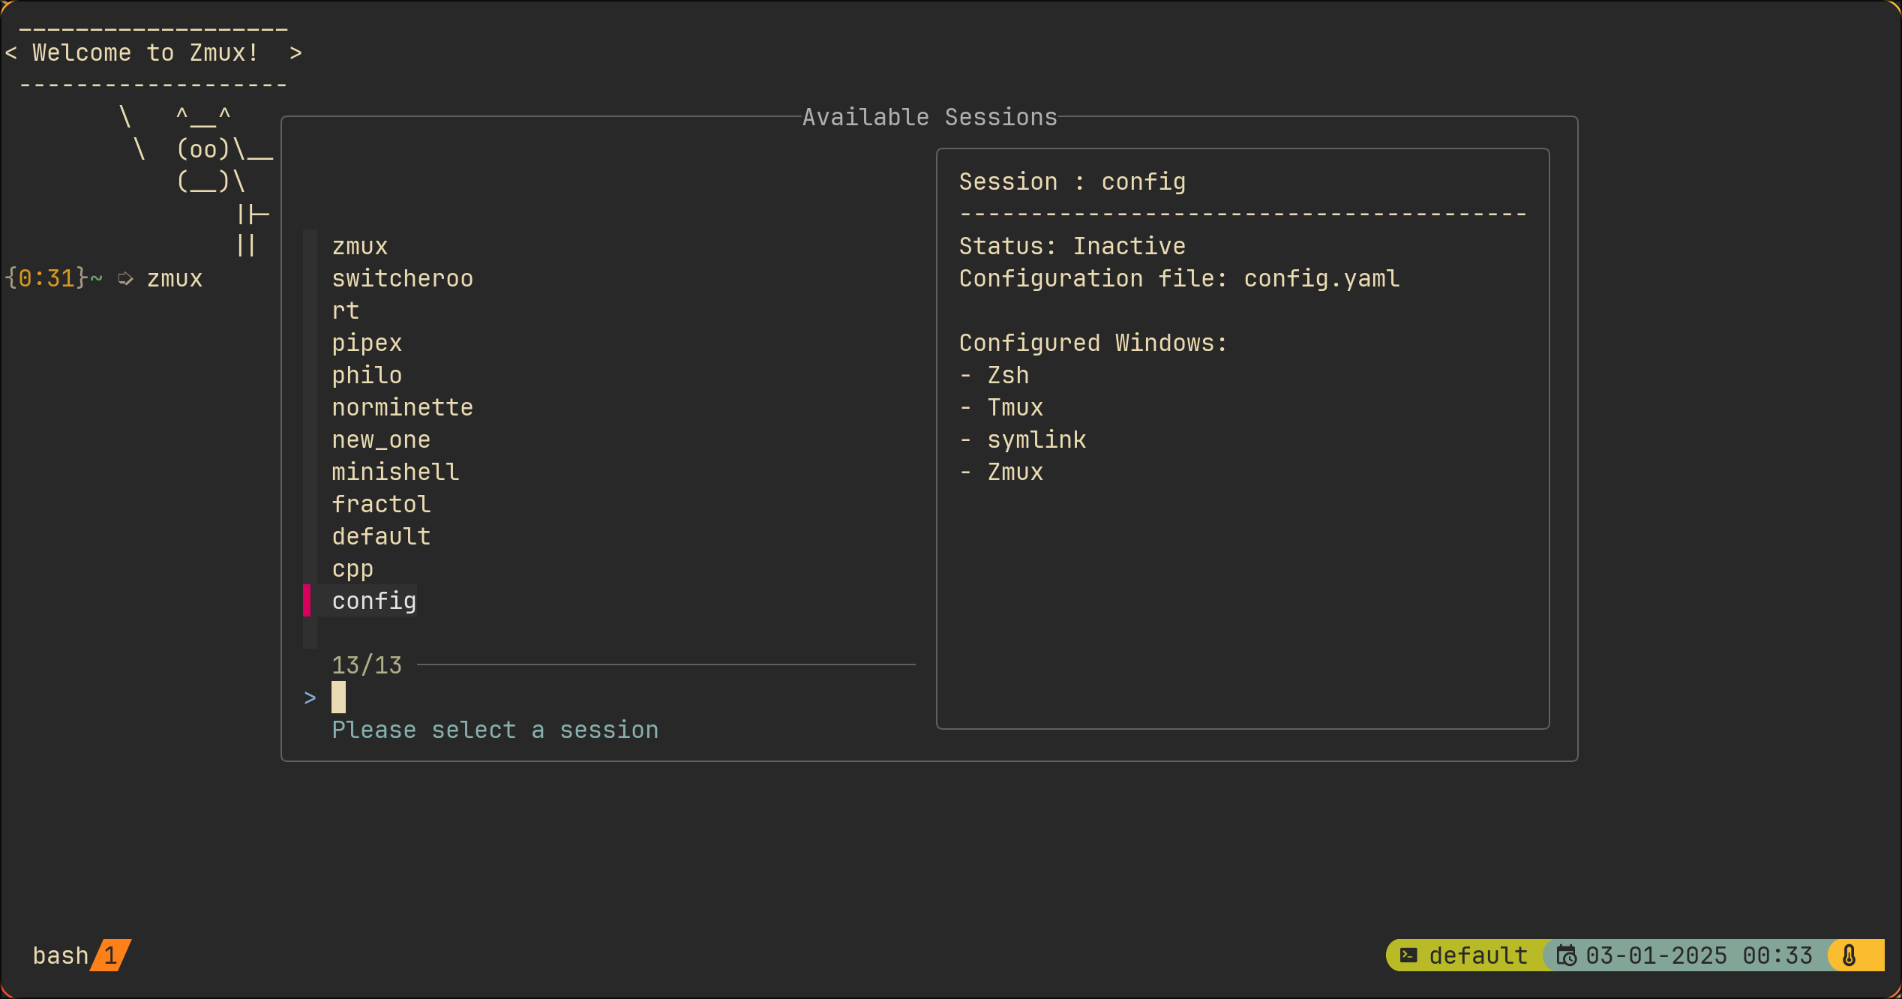 ___________________
< Welcome to Zmux!  >
 -------------------
        \   ^__^
         \  (oo)\__
            (__)\
                ||-
                ||
{0:31}~ ➩ zmux
Available Sessions
zmux
switcheroo
rt
pipex
philo
norminette
new_one
minishell
fractol
default
cpp
config
13/13
>
Please select a session
Session : config
----------------------------------------
Status: Inactive
Configuration file: config.yaml
Configured Windows:
- Zsh
- Tmux
- symlink
- Zmux
bash 1
default 03-01-2025 00:33